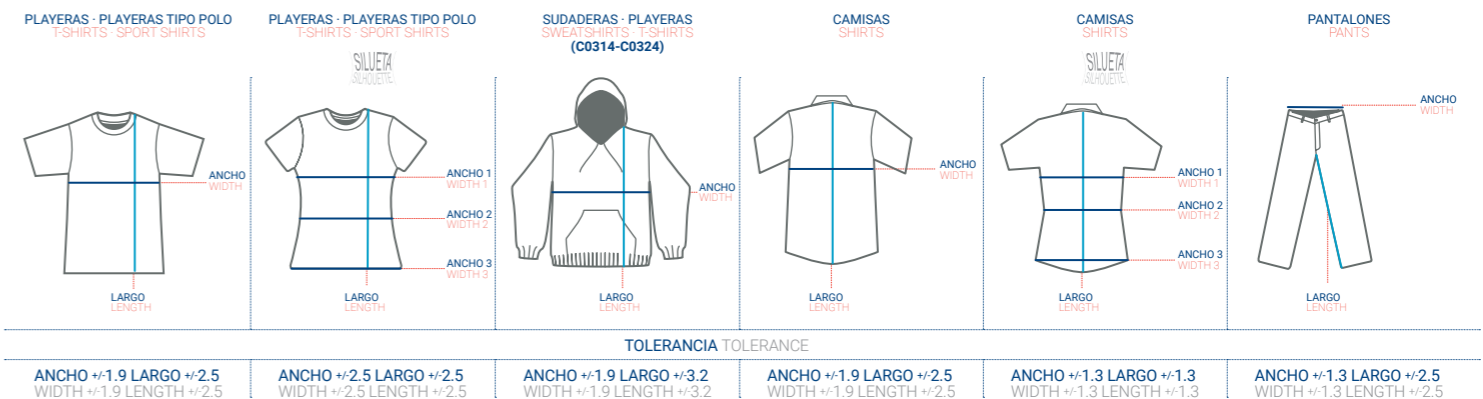 PLAYERAS · PLAYERAS TIPO POLO
T-SHIRTS · SPORT SHIRTS
ANCHO
WIDTH
LARGO
LENGTH
PLAYERAS · PLAYERAS TIPO POLO
T-SHIRTS · SPORT SHIRTS
SILUETA
SILHOUETTE
ANCHO 1
WIDTH 1
ANCHO 2
WIDTH 2
ANCHO 3
WIDTH 3
LARGO
LENGTH
SUDADERAS · PLAYERAS
SWEATSHIRTS · T-SHIRTS
(C0314-C0324)
ANCHO
WIDTH
LARGO
LENGTH
CAMISAS
SHIRTS
ANCHO
WIDTH
LARGO
LENGTH
CAMISAS
SHIRTS
SILUETA
SILHOUETTE
ANCHO 1
WIDTH 1
ANCHO 2
WIDTH 2
ANCHO 3
WIDTH 3
LARGO
LENGTH
PANTALONES
PANTS
ANCHO
WIDTH
LARGO
LENGTH
TOLERANCIA TOLERANCE
ANCHO +/-1.9 LARGO +/-2.5
WIDTH +/-1.9 LENGTH +/-2.5
ANCHO +/-2.5 LARGO +/-2.5
WIDTH +/-2.5 LENGTH +/-2.5
ANCHO +/-1.9 LARGO +/-3.2
WIDTH +/-1.9 LENGTH +/-3.2
ANCHO +/-1.9 LARGO +/-2.5
WIDTH +/-1.9 LENGTH +/-2.5
ANCHO +/-1.3 LARGO +/-1.3
WIDTH +/-1.3 LENGTH +/-1.3
ANCHO +/-1.3 LARGO +/-2.5
WIDTH +/-1.3 LENGTH +/-2.5